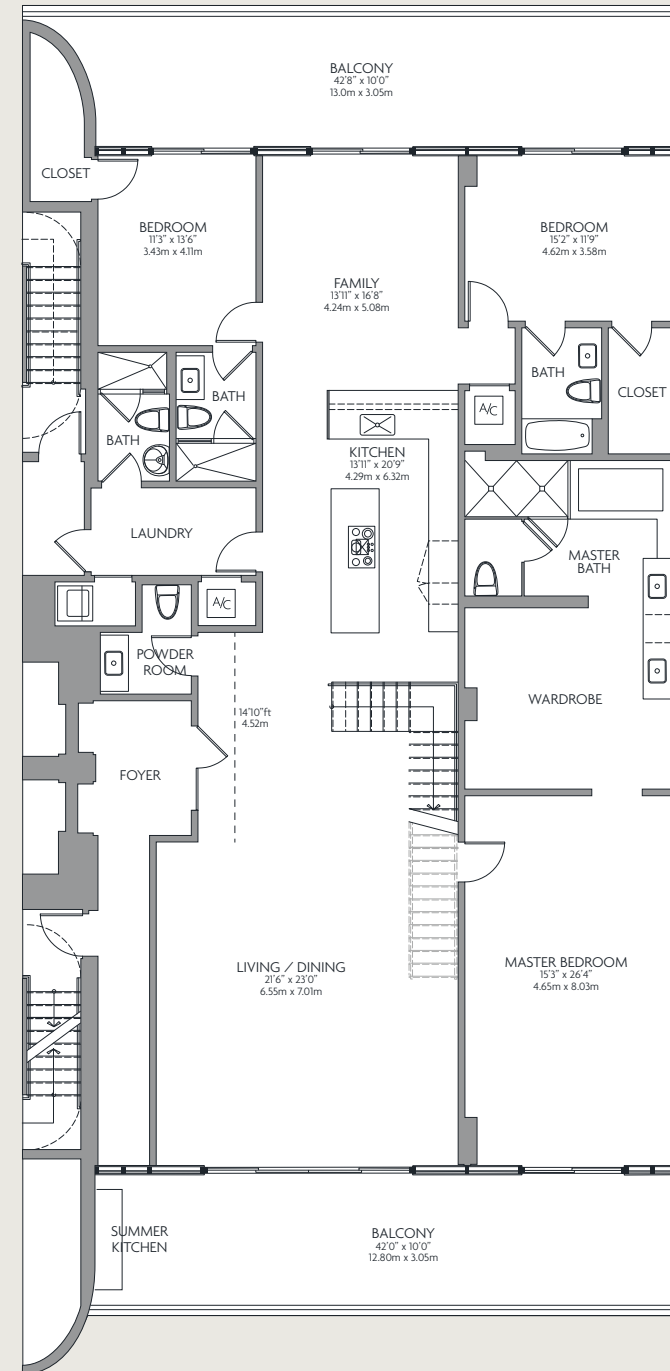 BALCONY
42'8" x 10'0"
13.0m x 3.05m
CLOSET
BEDROOM
11'3" x 13'6"
3.43m x 4.11m
BEDROOM
15'2" x 11'9"
4.62m x 3.58m
FAMILY
13'11" x 16'8"
4.24m x 5.08m
BATH
BATH
BATH
CLOSET
A/C
KITCHEN
13'11" x 20'9"
4.29m x 6.32m
LAUNDRY
MASTER
BATH
A/C
POWDER
ROOM
WARDROBE
14'10"ft
4.52m
FOYER
LIVING / DINING
21'6" x 23'0"
6.55m x 7.01m
MASTER BEDROOM
15'3" x 26'4"
4.65m x 8.03m
SUMMER
KITCHEN
BALCONY
42'0" x 10'0"
12.80m x 3.05m